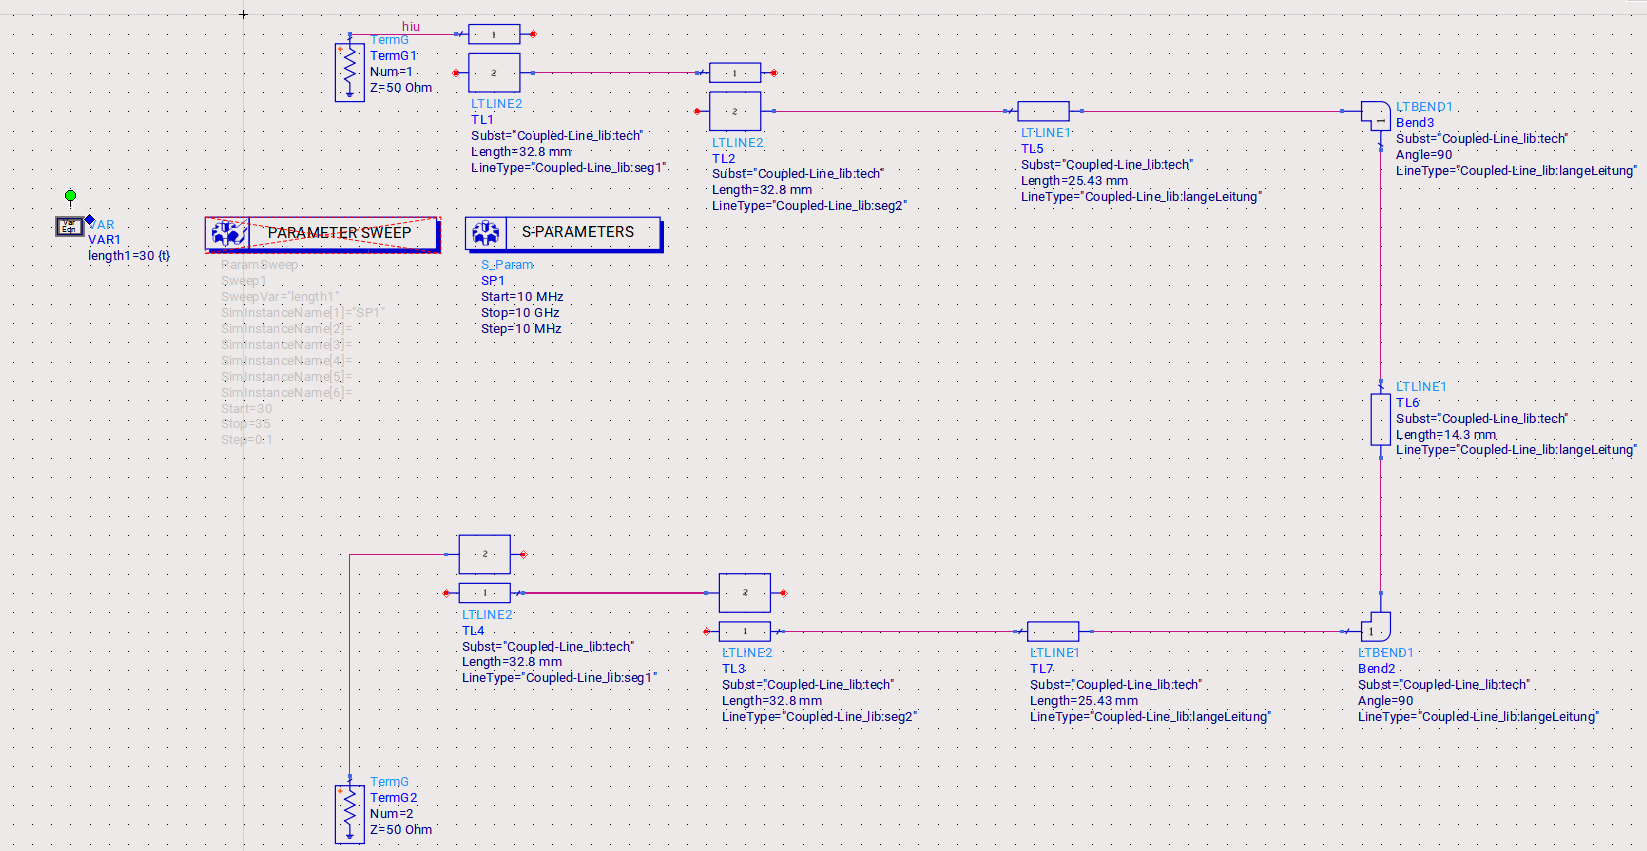 hiu
TermG
TermG1
Num=1
Z=50 Ohm
1
2
LTLINE2
TL1
Subst="Coupled-Line_lib:tech"
Length=32.8 mm
LineType="Coupled-Line_lib:seg1"
1
2
LTLINE2
TL2
Subst="Coupled-Line_lib:tech"
Length=32.8 mm
LineType="Coupled-Line_lib:seg2"
LTLINE1
TL5
Subst="Coupled-Line_lib:tech"
Length=25.43 mm
LineType="Coupled-Line_lib:langeLeitung"
1
LTBEND1
Bend3
Subst="Coupled-Line_lib:tech"
Angle=90
LineType="Coupled-Line_lib:langeLeitung"
Var
Eqn
VAR
VAR1
length1=30 {t}
PARAMETER SWEEP
ParamSweep
Sweep1
SweepVar="length1"
SimInstanceName[1]="SP1"
SimInstanceName[2]=
SimInstanceName[3]=
SimInstanceName[4]=
SimInstanceName[5]=
SimInstanceName[6]=
Start=30
Stop=35
Step=0.1
S-PARAMETERS
S_Param
SP1
Start=10 MHz
Stop=10 GHz
Step=10 MHz
LTLINE1
TL6
Subst="Coupled-Line_lib:tech"
Length=14.3 mm
LineType="Coupled-Line_lib:langeLeitung"
2
1
LTLINE2
TL4
Subst="Coupled-Line_lib:tech"
Length=32.8 mm
LineType="Coupled-Line_lib:seg1"
2
1
LTLINE2
TL3
Subst="Coupled-Line_lib:tech"
Length=32.8 mm
LineType="Coupled-Line_lib:seg2"
LTLINE1
TL7
Subst="Coupled-Line_lib:tech"
Length=25.43 mm
LineType="Coupled-Line_lib:langeLeitung"
1
LTBEND1
Bend2
Subst="Coupled-Line_lib:tech"
Angle=90
LineType="Coupled-Line_lib:langeLeitung"
TermG
TermG2
Num=2
Z=50 Ohm